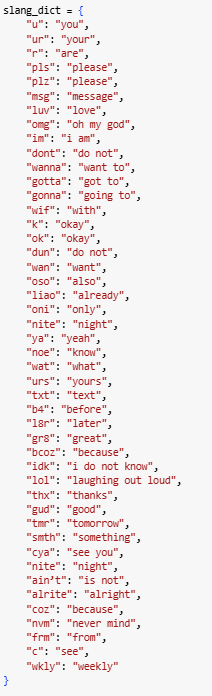 slang_dict = {
"u": "you",
"ur": "your",
"r": "are",
"pls": "please",
"plz": "please",
"msg": "message",
"luv": "love",
"omg": "oh my god",
"im": "i am",
"dont": "do not",
"wanna": "want to",
"gotta": "got to",
"gonna": "going to",
"wif": "with",
"k": "okay",
"ok": "okay",
"dun": "do not",
"wan": "want",
"oso": "also",
"liao": "already",
"oni": "only",
"nite": "night",
"ya": "yeah",
"noe": "know",
"wat": "what",
"urs": "yours",
"txt": "text",
"b4": "before",
"l8r": "later",
"gr8": "great",
"bcoz": "because",
"idk": "i do not know",
"lol": "laughing out loud",
"thx": "thanks",
"gud": "good",
"tmr": "tomorrow",
"smth": "something",
"cya": "see you",
"nite": "night",
"ain't": "is not",
"alrite": "alright",
"coz": "because",
"nvm": "never mind",
"frm": "from",
"c": "see",
"wkly": "weekly"
}